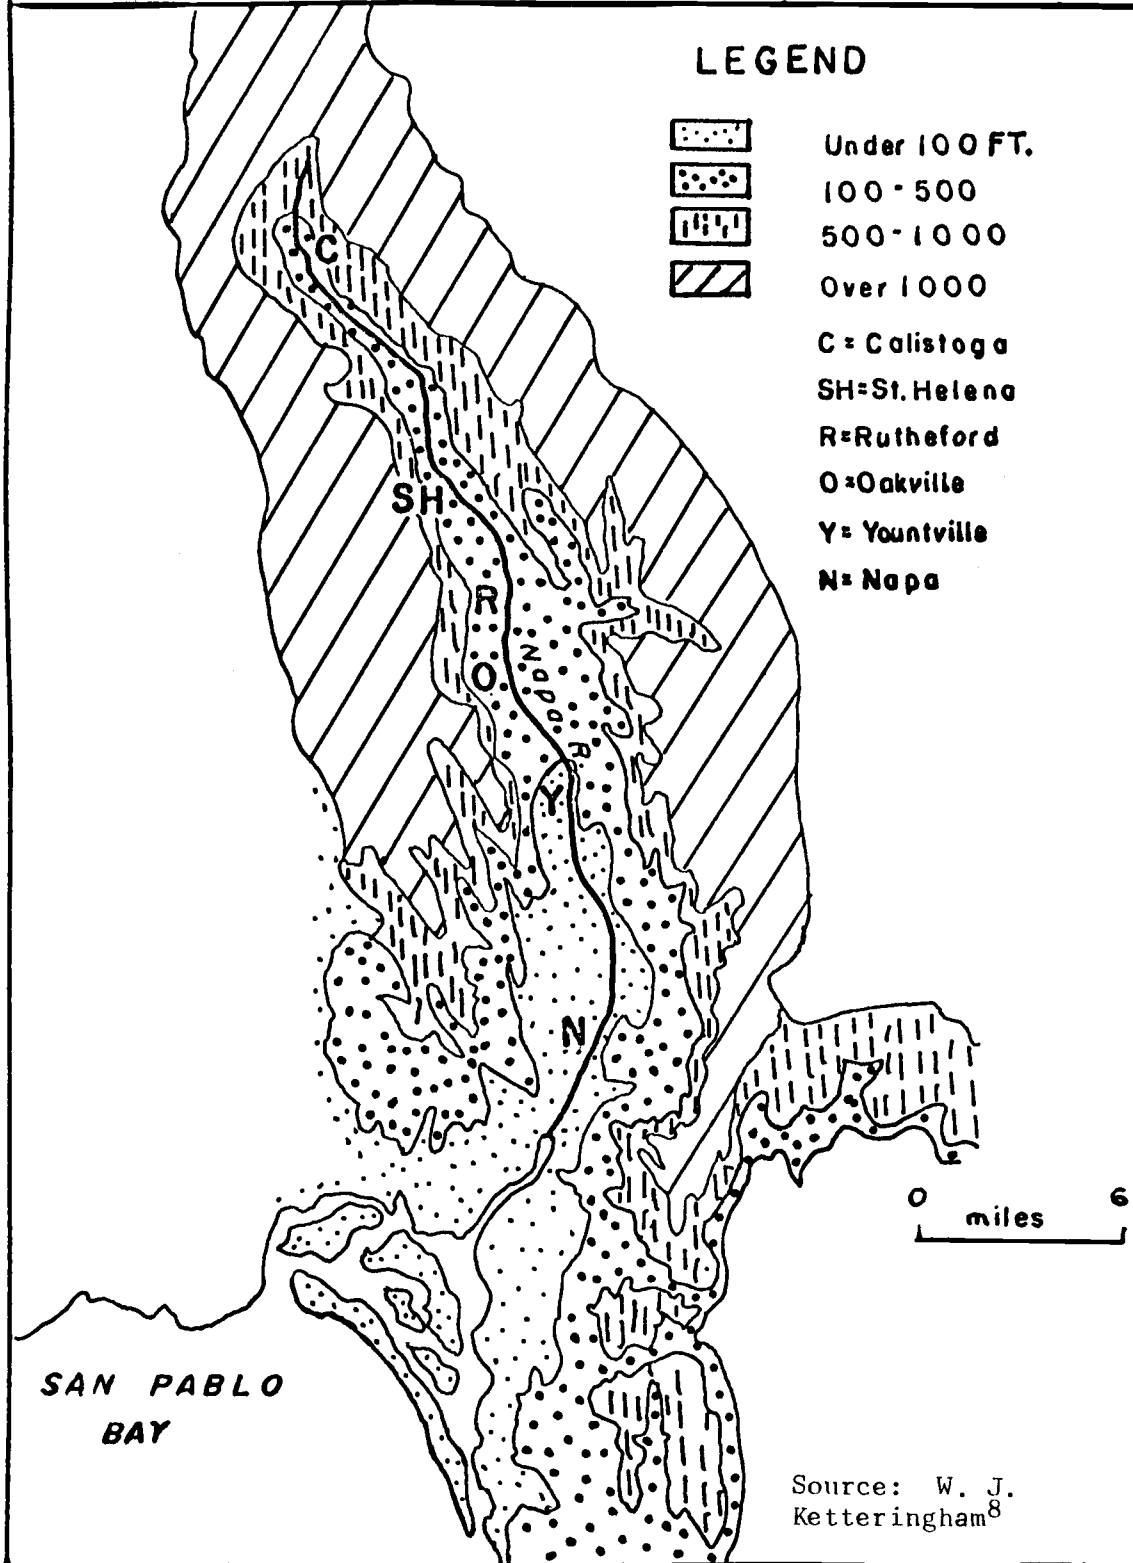 LEGEND
Under 100 FT.
100-500
500-1000
Over 1000
C = Calistoga
SH=St. Helena
R=Rutheford
O=Oakville
Y= Yountville
N= Napa
C
SH
R
O
Napa R.
Y
N
0 6
miles
SAN PABLO
BAY
Source: W. J.
Ketteringham8